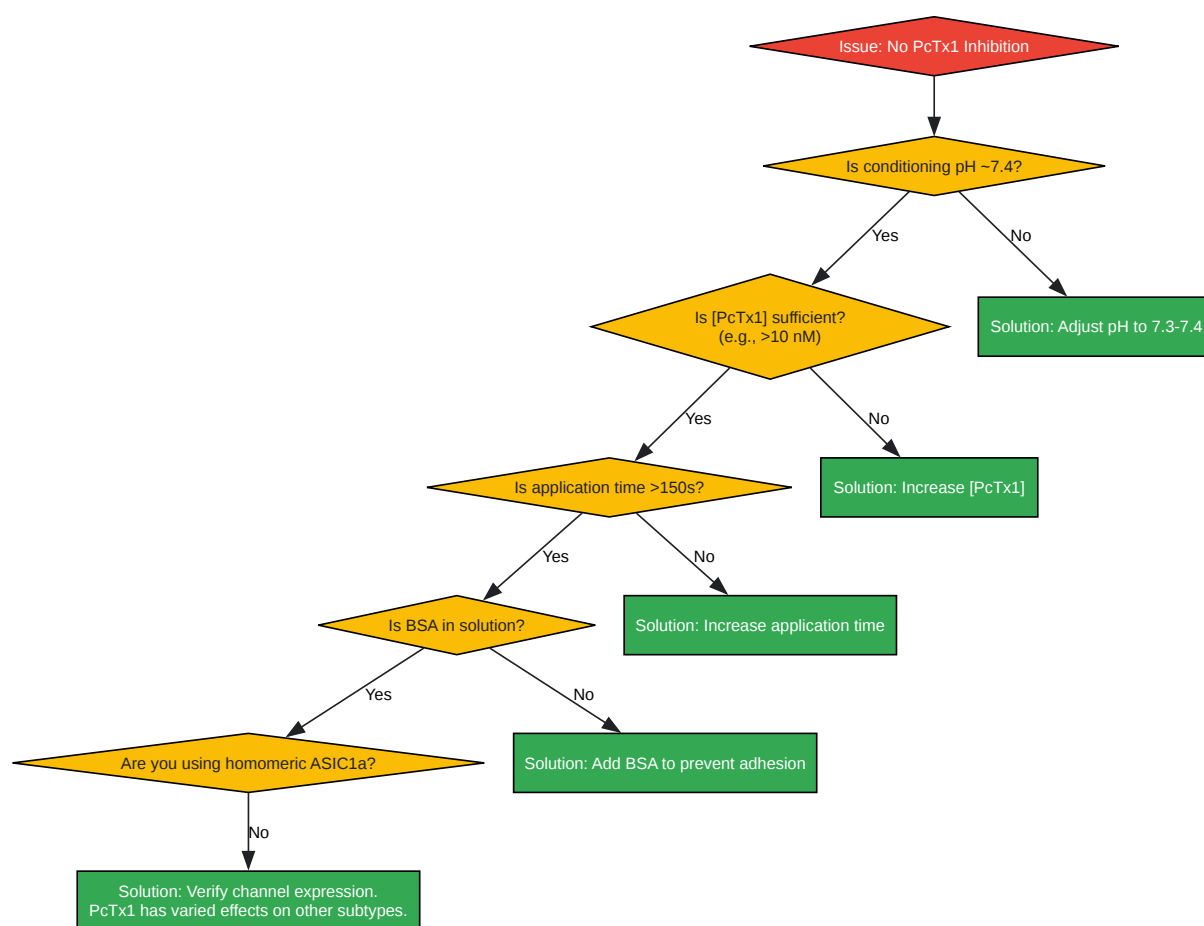 Issue: No PcTx1 Inhibition
Is conditioning pH ~7.4?
Yes
No
Is [PcTx1] sufficient?
(e.g., >10 nM)
Solution: Adjust pH to 7.3-7.4
Yes
No
Is application time >150s?
Solution: Increase [PcTx1]
Yes
No
Is BSA in solution?
Solution: Increase application time
Yes
No
Are you using homomeric ASIC1a?
Solution: Add BSA to prevent adhesion
No
Solution: Verify channel expression.
PcTx1 has varied effects on other subtypes.